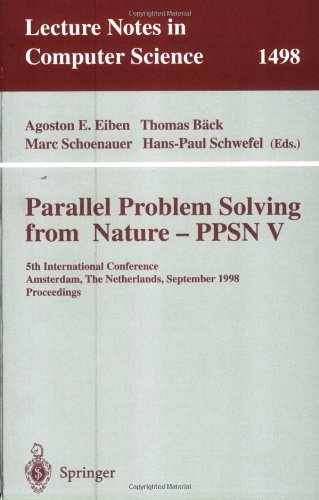 Lecture Notes in
Computer Science 1498
Agoston E. Eiben Thomas Bäck
Marc Schoenauer Hans-Paul Schwefel (Eds.)
Parallel Problem Solving
from Nature – PPSN V
5th International Conference
Amsterdam, The Netherlands, September 1998
Proceedings
Springer